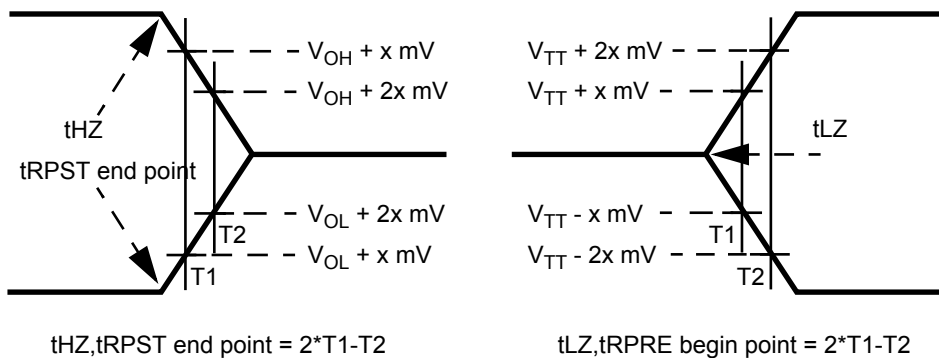 V_OH + x mV
V_OH + 2x mV
tHZ
tRPST end point
V_OL + 2x mV
T2
V_OL + x mV
T1
tHZ,tRPST end point = 2*T1-T2
V_TT + 2x mV
V_TT + x mV
tLZ
V_TT - x mV
T1
V_TT - 2x mV
T2
tLZ,tRPRE begin point = 2*T1-T2